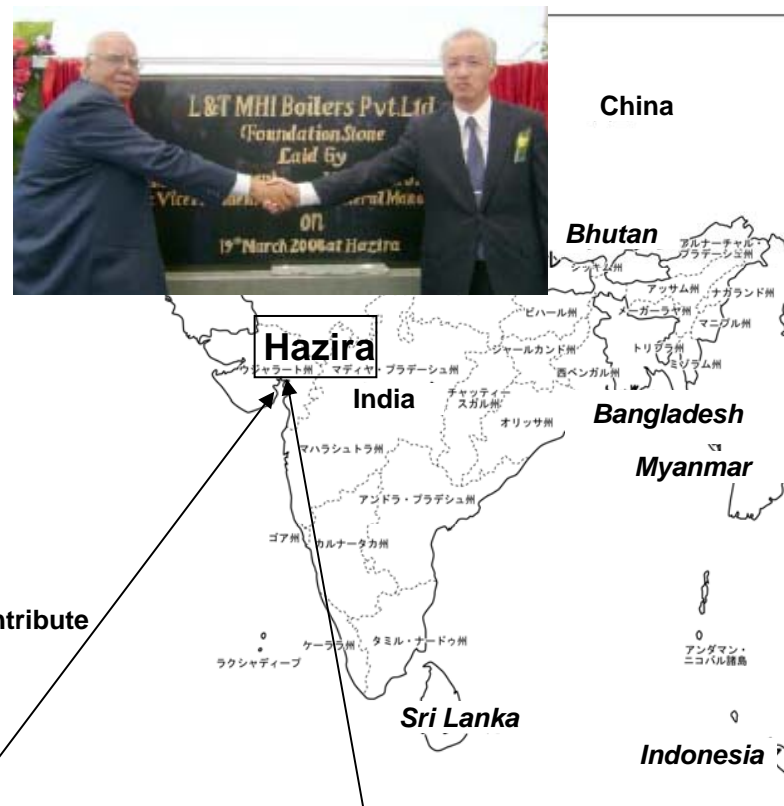 L&T MHI Boilers Pvt.Ltd
Foundation Stone
Laid By
on
19th March 2008 at Hazira
China
Bhutan
アルナーチャル
プラデーシュ州
シッキム州
アッサム州
ナガランド州
ビハール州
メーガーラヤ州
マニプル州
Hazira
ジャールカンド州
トリプラ州
ミゾラム州
ウジャラート州
マディヤ・プラデーシュ州
西ベンガル州
India
チャッティー
スガル州
オリッサ州
Bangladesh
マハラシュトラ州
Myanmar
アンドラ・プラデシュ州
ゴア州
カルナータカ州
ntribute
ケーララ州
タミル・ナードゥ州
ラクシャディープ
アンダマン・
ニコバル諸島
Sri Lanka
Indonesia